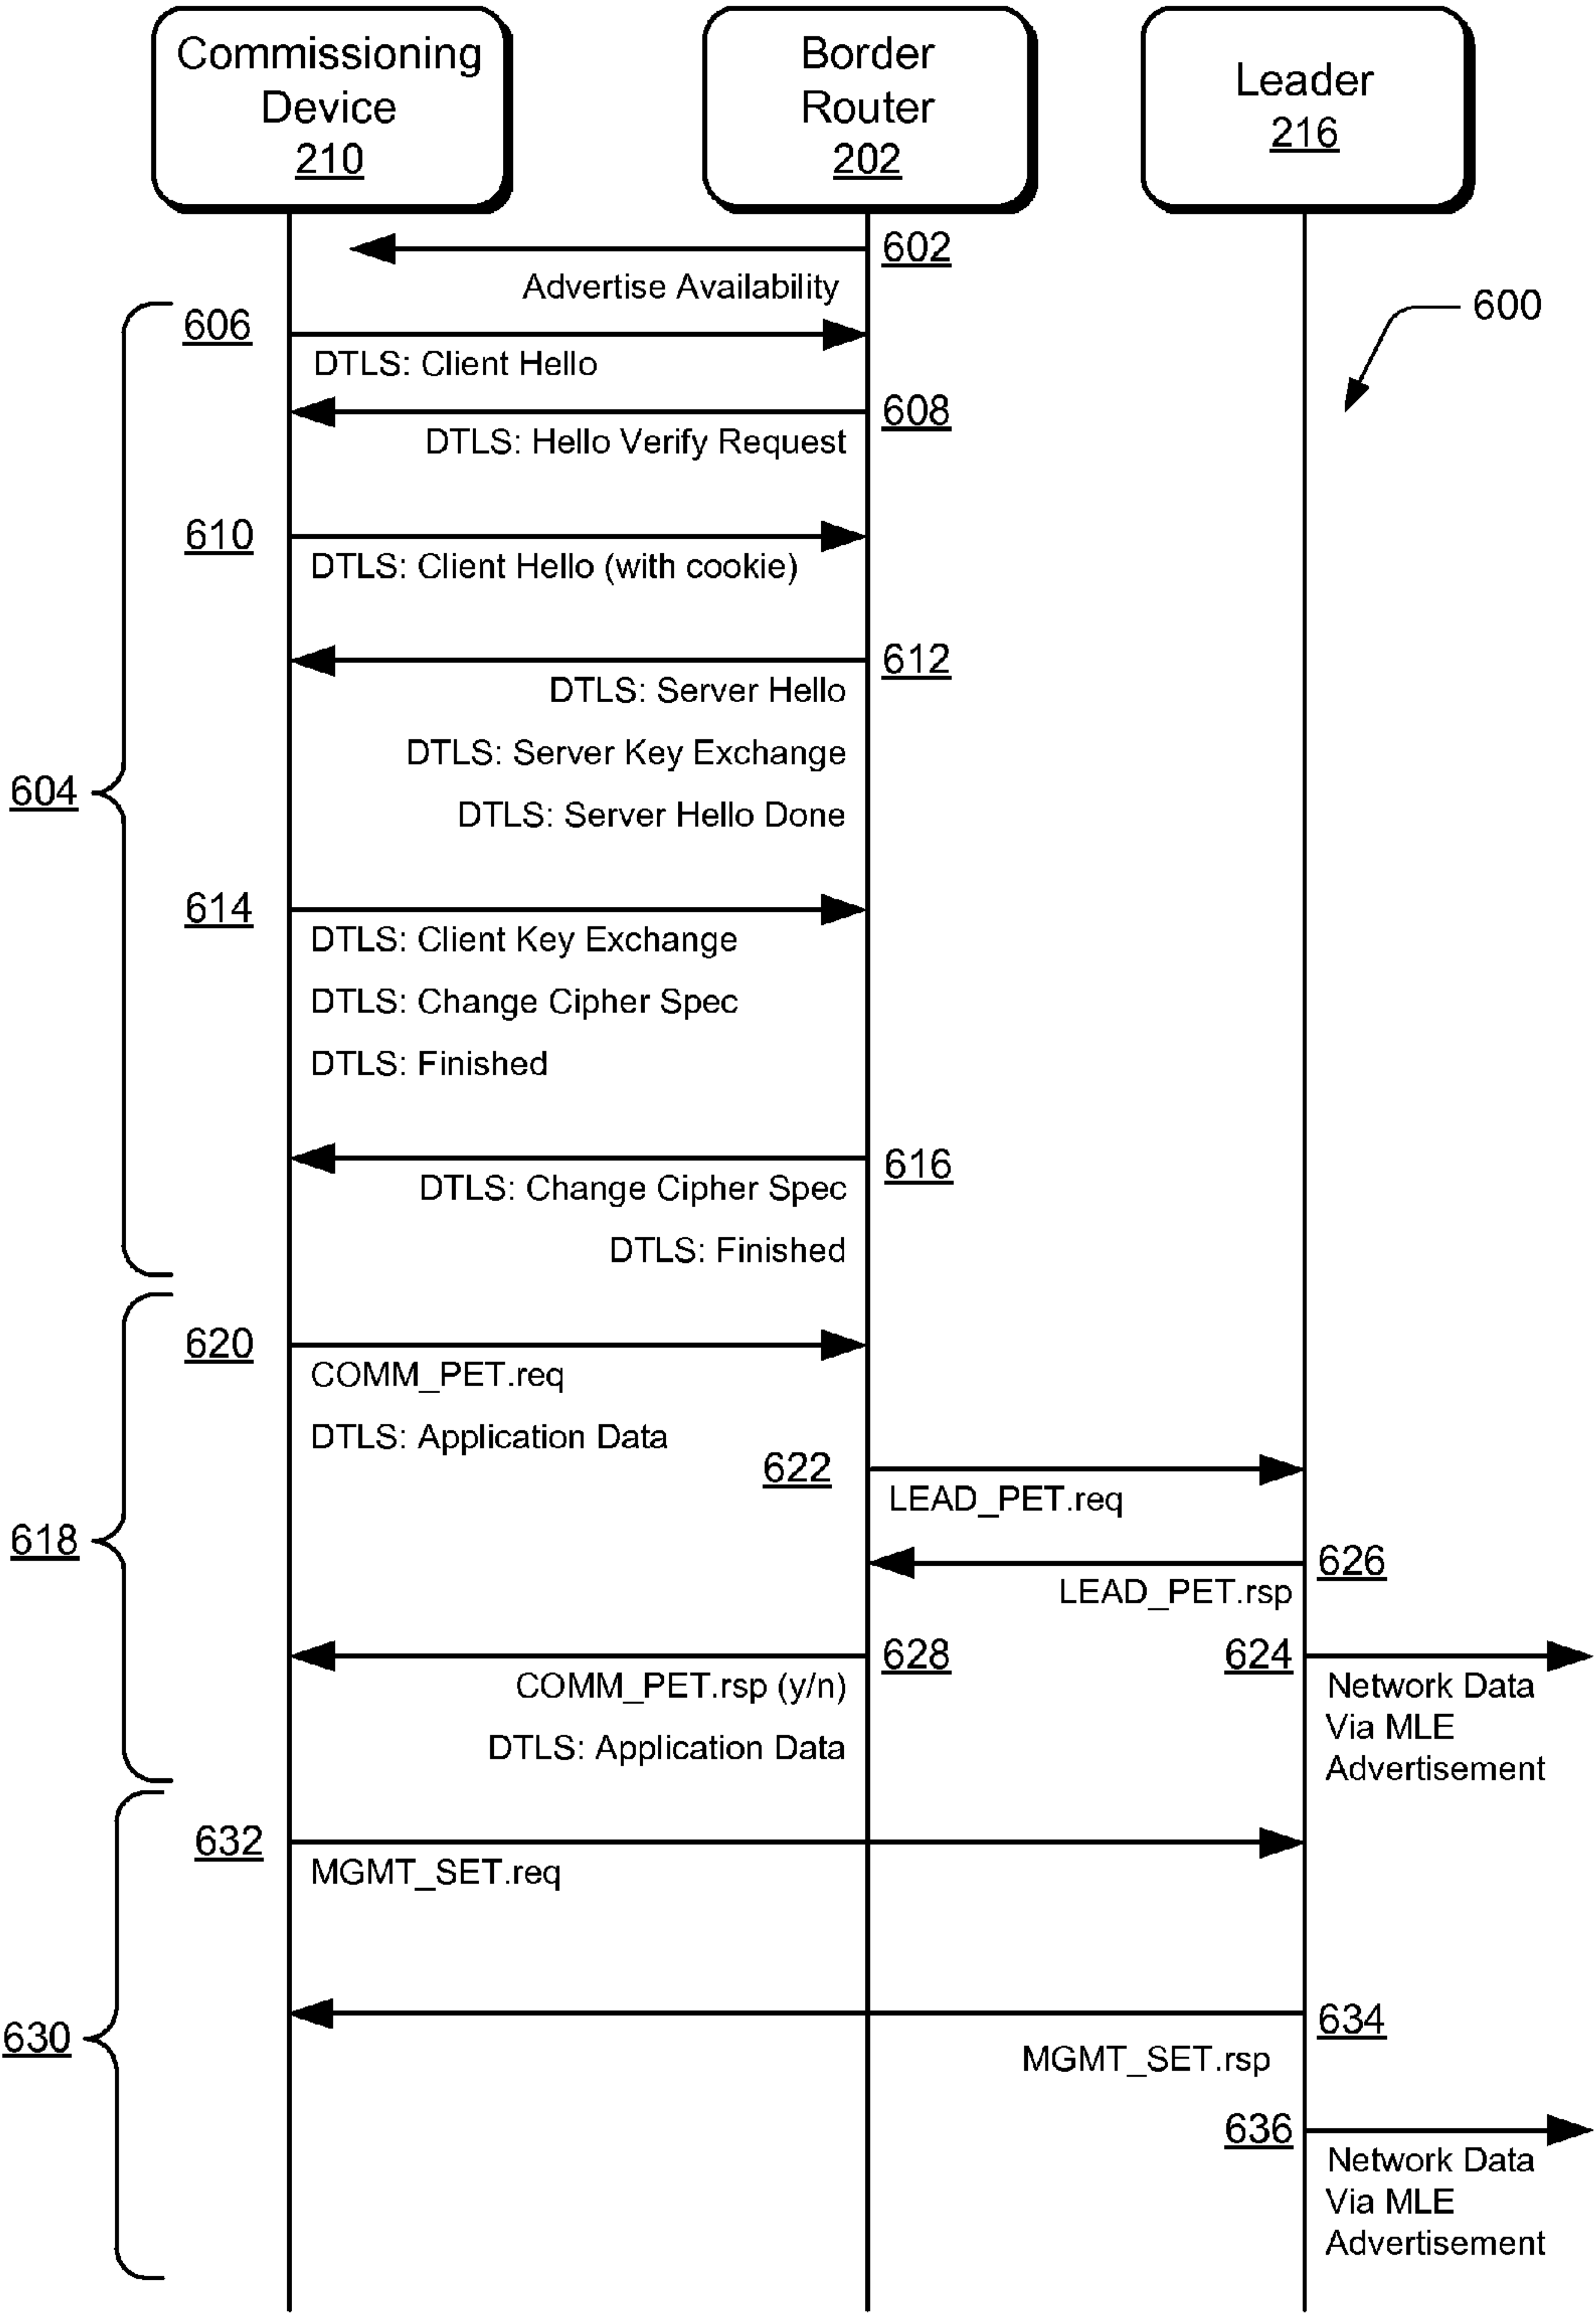 Commissioning
Device
210
Border
Router
202
Leader
216
602
Advertise Availability
600
606
DTLS: Client Hello
608
DTLS: Hello Verify Request
610
DTLS: Client Hello (with cookie)
612
DTLS: Server Hello
DTLS: Server Key Exchange
DTLS: Server Hello Done
604
614
DTLS: Client Key Exchange
DTLS: Change Cipher Spec
DTLS: Finished
616
DTLS: Change Cipher Spec
DTLS: Finished
620
COMM_PET.req
DTLS: Application Data
622
LEAD_PET.req
618
626
LEAD_PET.rsp
628
COMM_PET.rsp (y/n)
DTLS: Application Data
624
Network Data
Via MLE
Advertisement
632
MGMT_SET.req
630
634
MGMT_SET.rsp
636
Network Data
Via MLE
Advertisement